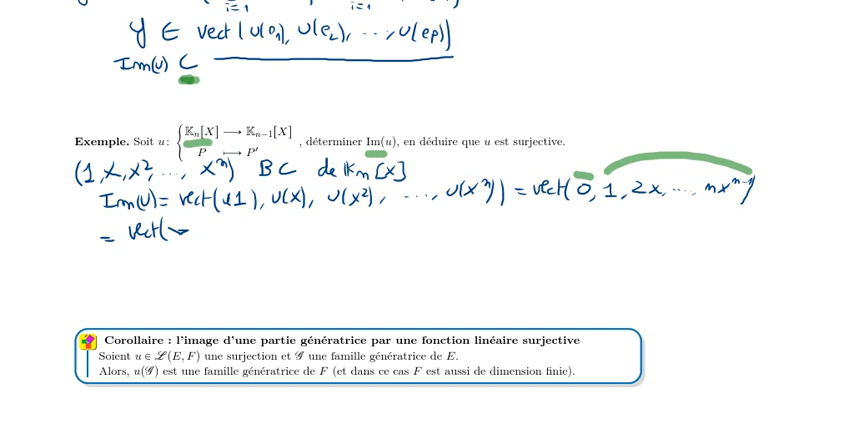 i=1 i=1
y ∈ vect(u(e₁), u(e₂), ..., u(ep))
Im(u) ⊂
Exemple. Soit u: { 𝕂ₙ[X] ⟶ 𝕂ₙ₋₁[X]
P ⟼ P′ , déterminer Im(u), en déduire que u est surjective.
(1, X, X², ..., Xⁿ) BC de 𝕂ₙ[X]
Im(u) = vect(u(1), u(X), u(X²), ..., u(Xⁿ)) = vect(0, 1, 2X, ..., nXⁿ⁻¹)
= vect(
Corollaire : l'image d'une partie génératrice par une fonction linéaire surjective
Soient u ∈ ℒ(E, F) une surjection et 𝒢 une famille génératrice de E.
Alors, u(𝒢) est une famille génératrice de F (et dans ce cas F est aussi de dimension finie).